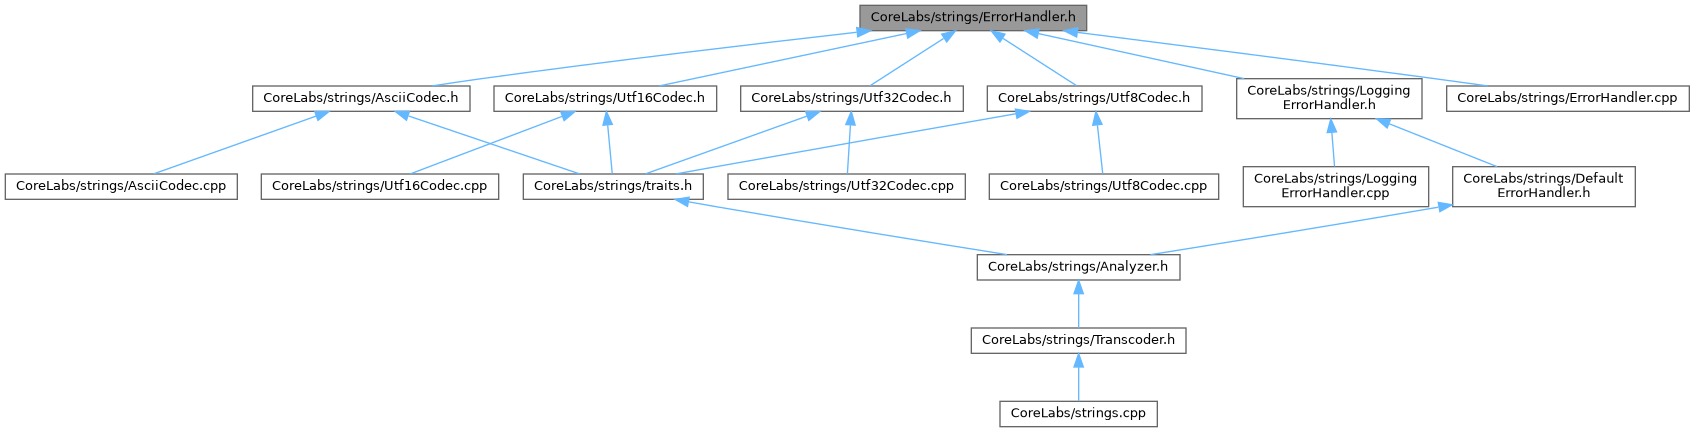 CoreLabs/strings/ErrorHandler.h
CoreLabs/strings/AsciiCodec.h
CoreLabs/strings/Utf16Codec.h
CoreLabs/strings/Utf32Codec.h
CoreLabs/strings/Utf8Codec.h
CoreLabs/strings/Logging
ErrorHandler.h
CoreLabs/strings/ErrorHandler.cpp
CoreLabs/strings/AsciiCodec.cpp
CoreLabs/strings/Utf16Codec.cpp
CoreLabs/strings/traits.h
CoreLabs/strings/Utf32Codec.cpp
CoreLabs/strings/Utf8Codec.cpp
CoreLabs/strings/Logging
ErrorHandler.cpp
CoreLabs/strings/Default
ErrorHandler.h
CoreLabs/strings/Analyzer.h
CoreLabs/strings/Transcoder.h
CoreLabs/strings.cpp